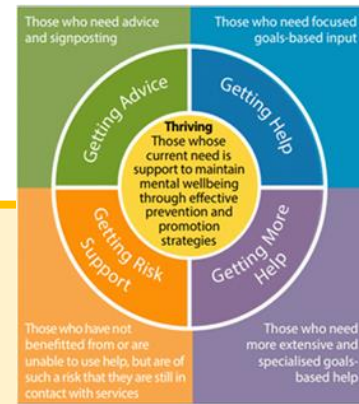 Those who need advice
and signposting
Those who need focused
goals-based input
Getting Advice
Getting Help
Thriving
Those whose
current need is
support to maintain
mental wellbeing
through effective
prevention and
promotion
strategies
Getting Risk
Support
Getting More
Help
Those who have not
benefitted from or are
unable to use help, but are of
such a risk that they are still in
contact with services
Those who need
more extensive and
specialised goals-
based help